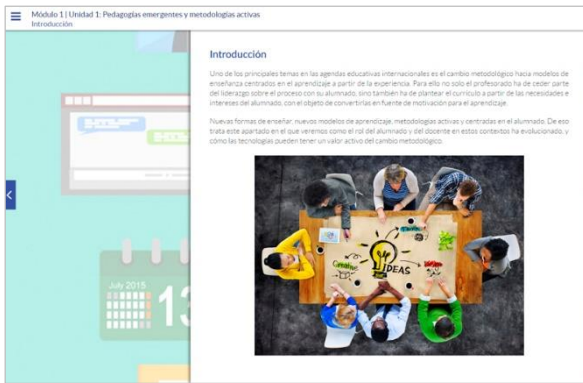 Módulo 1 | Unidad 1: Pedagogías emergentes y metodologías activas
Introducción
Introducción
Uno de los principales temas en las agendas educativas internacionales es el cambio metodológico hacia modelos de
enseñanza centrados en el aprendizaje a partir de la experiencia. Para ello no solo el profesorado ha de ceder parte
del liderazgo sobre el proceso con su alumnado, sino también ha de plantear el currículo a partir de las necesidades e
intereses del alumnado, con el objeto de convertirlas en fuente de motivación para el aprendizaje.
Nuevas formas de enseñar, nuevos modelos de aprendizaje, metodologías activas y centradas en el alumnado. De eso
trata este apartado en el que veremos como el rol del alumnado y del docente en estos contextos ha evolucionado, y
cómo las tecnologías pueden tener un valor activo del cambio metodológico.
July 2015
13
Creative
IDEAS